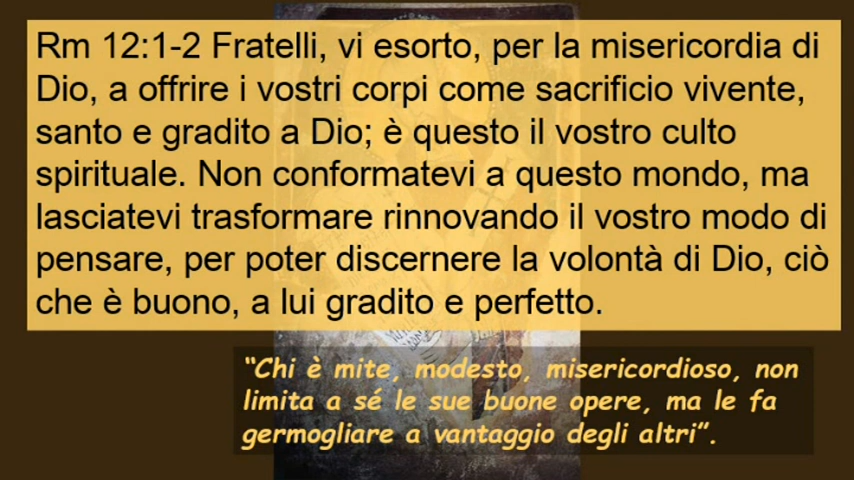 Rm 12:1-2 Fratelli, vi esorto, per la misericordia di
Dio, a offrire i vostri corpi come sacrificio vivente,
santo e gradito a Dio; è questo il vostro culto
spirituale. Non conformatevi a questo mondo, ma
lasciatevi trasformare rinnovando il vostro modo di
pensare, per poter discernere la volontà di Dio, ciò
che è buono, a lui gradito e perfetto.
“Chi è mite, modesto, misericordioso, non
limita a sé le sue buone opere, ma le fa
germogliare a vantaggio degli altri”.